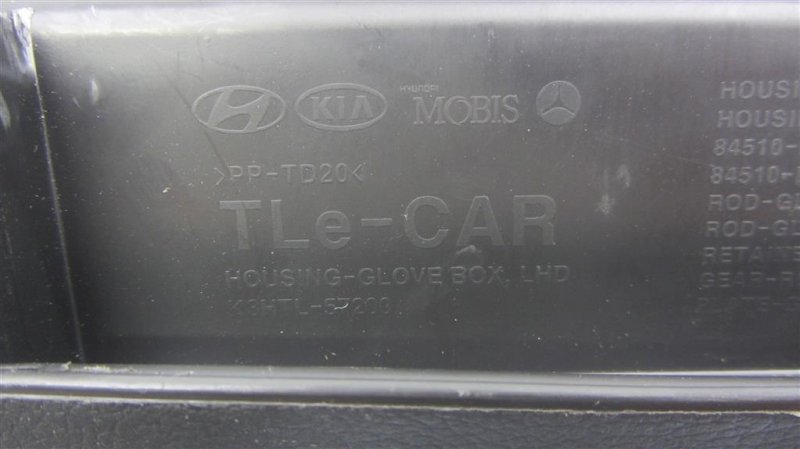 KIA
HYUNDAI
MOBIS
>PP-TD20<
TLe-CAR
HOUSING-GLOVE BOX, LHD
HOUSI
HOUSI
84510-
84510-
ROD-GL
ROD-GL
RETAINE
GEAR-R